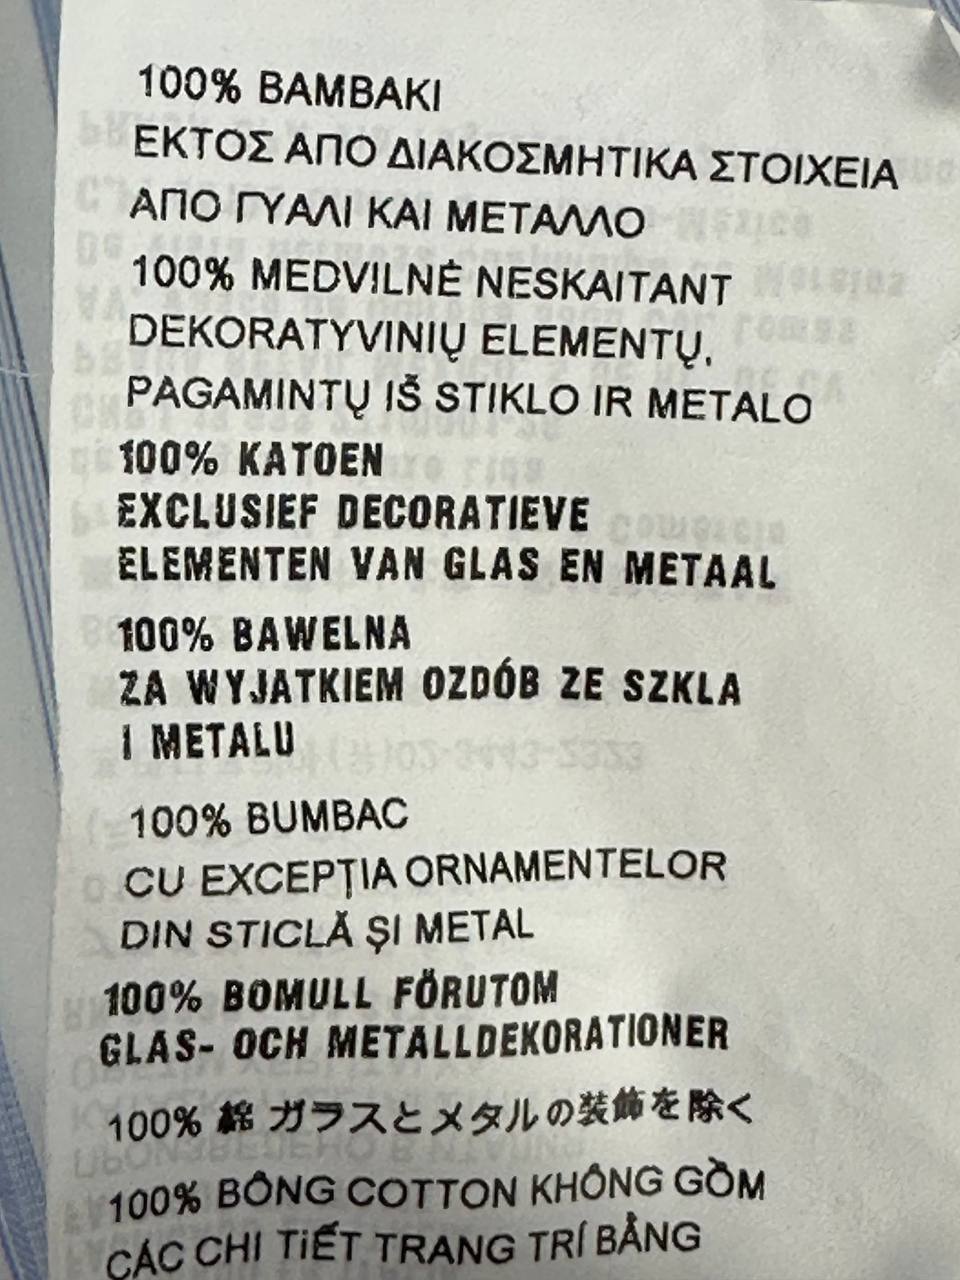 100% BAMBAKI
ΕΚΤΟΣ ΑΠΟ ΔΙΑΚΟΣΜΗΤΙΚΑ ΣΤΟΙΧΕΙΑ
ΑΠΟ ΓΥΑΛΙ ΚΑΙ ΜΕΤΑΛΛΟ
100% MEDVILNĖ NESKAITANT
DEKORATYVINIŲ ELEMENTŲ,
PAGAMINTŲ IŠ STIKLO IR METALO
100% KATOEN
EXCLUSIEF DECORATIEVE
ELEMENTEN VAN GLAS EN METAAL
100% BAWELNA
ZA WYJATKIEM OZDÓB ZE SZKLA
I METALU
100% BUMBAC
CU EXCEPŢIA ORNAMENTELOR
DIN STICLĂ ŞI METAL
100% BOMULL FÖRUTOM
GLAS- OCH METALLDEKORATIONER
100% 綿 ガラスとメタルの装飾を除く
100% BÔNG COTTON KHÔNG GỒM
CÁC CHI TIẾT TRANG TRÍ BẰNG